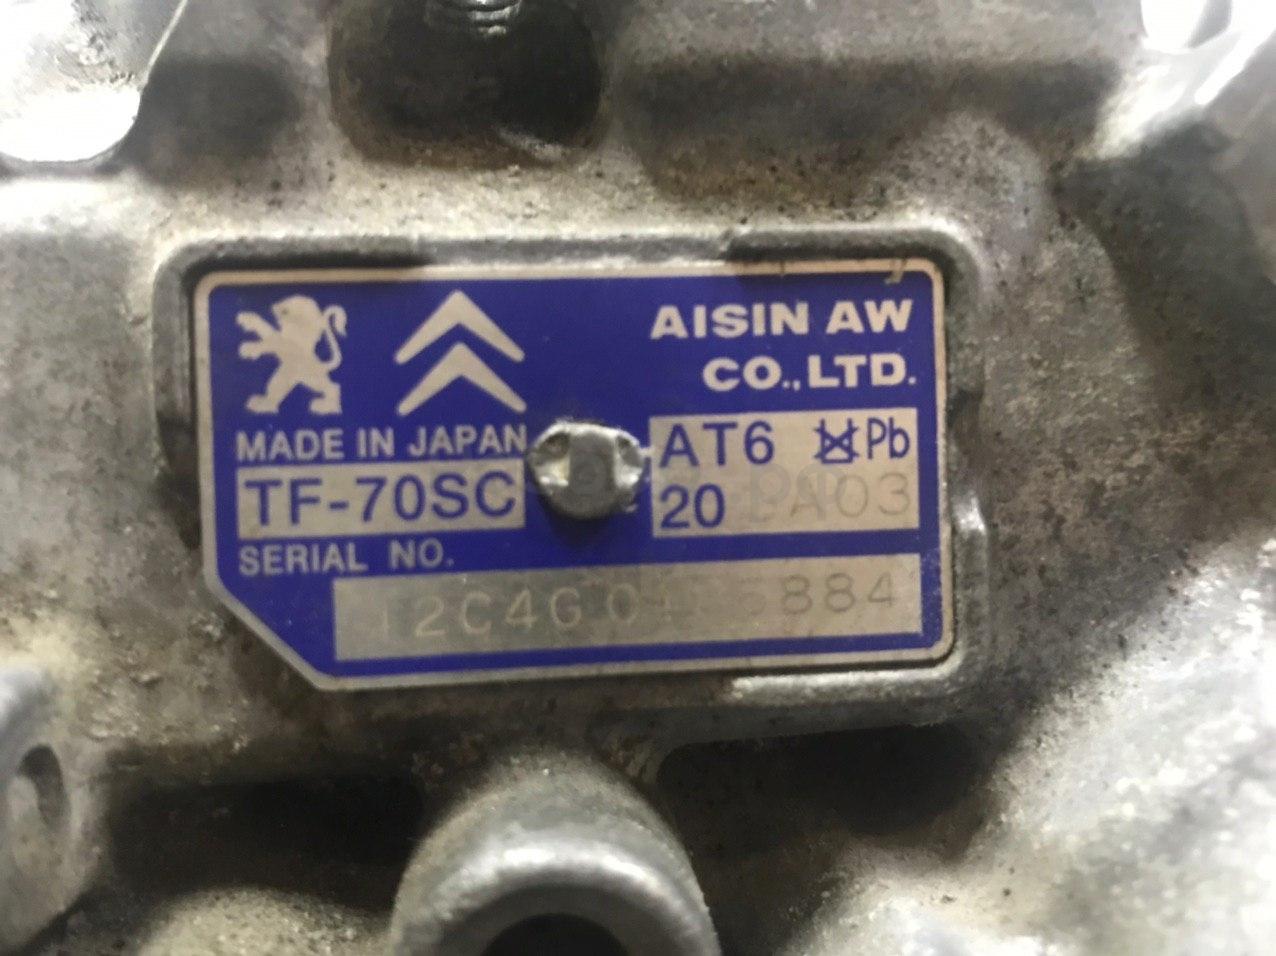 AISIN AW
CO.,LTD.
MADE IN JAPAN
AT6 Pb
TF-70SC
20
SERIAL NO.